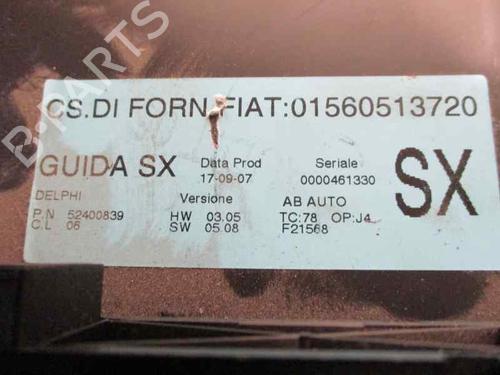 CS.DI FORN.FIAT:01560513720
GUIDA SX
Data Prod
17-09-07
Seriale
0000461330
SX
DELPHI
P.N 52400839
C.L 06
Versione
HW 03.05
SW 05.08
AB AUTO
TC:78 OP:J4
F21568
B-PARTS